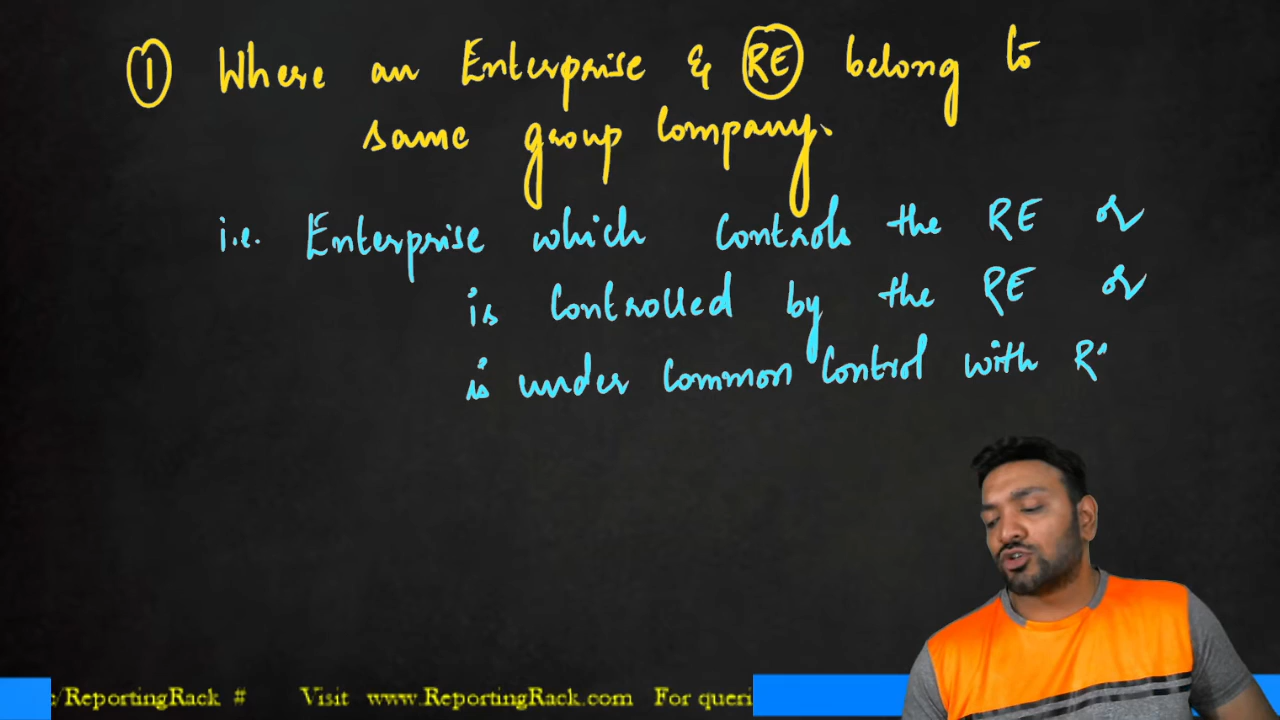 ① Where an Enterprise & RE belong to
same group Company.
i.e. Enterprise which Controls the RE or
is Controlled by the RE or
is under Common Control with R
/ReportingRack # Visit www.ReportingRack.com For queri